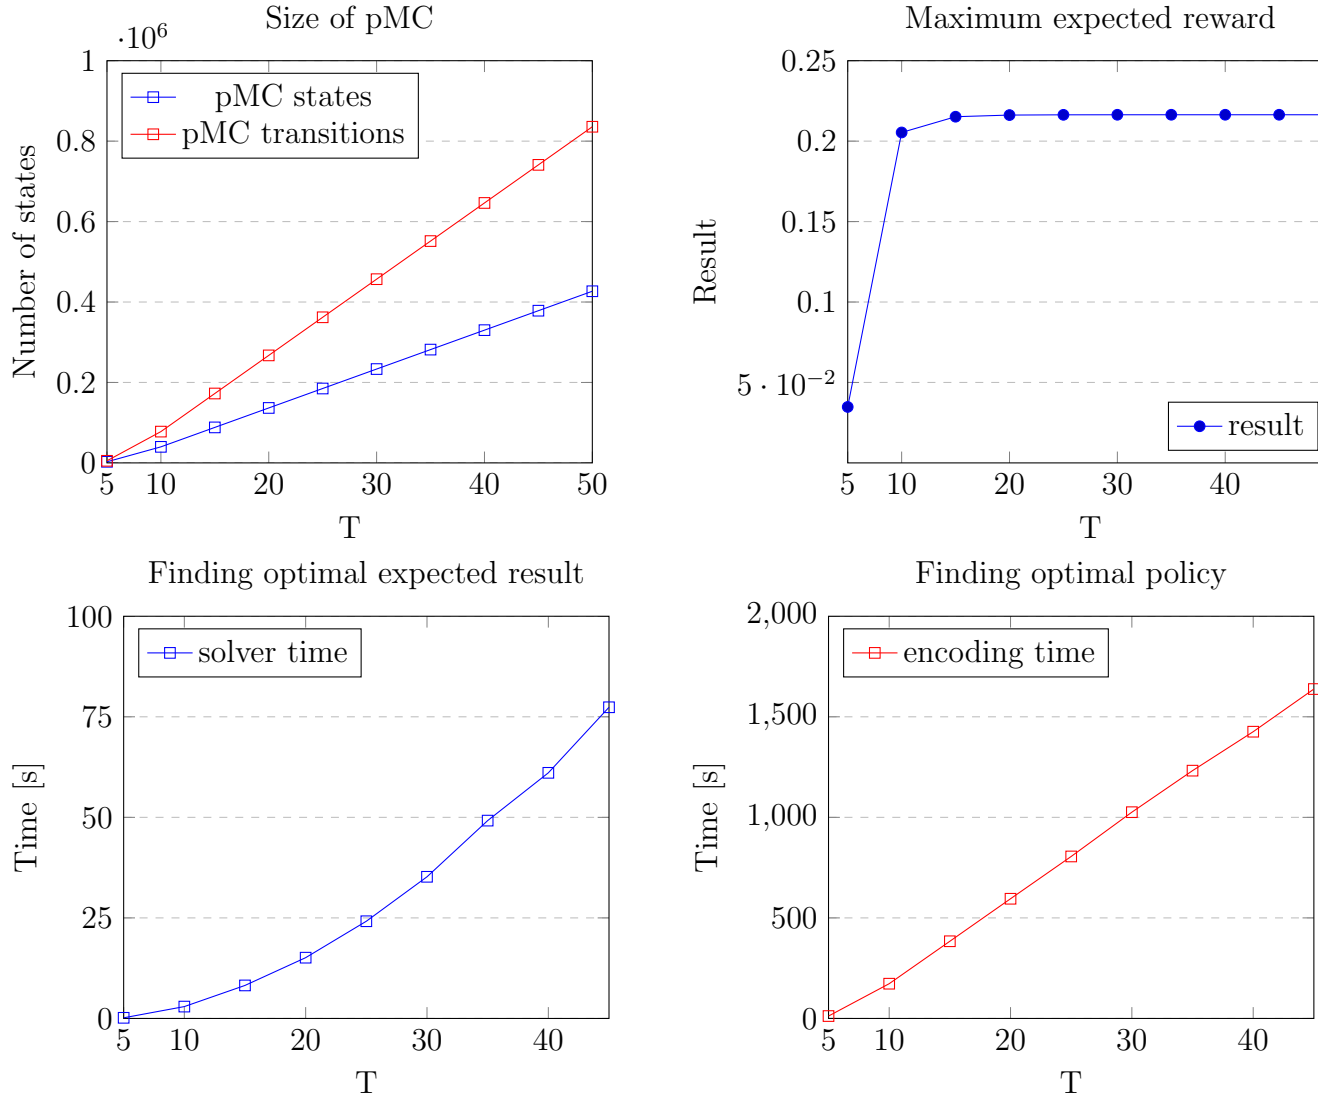 Size of pMC
·10⁶
1
0.8
0.6
0.4
0.2
0
Number of states
pMC states
pMC transitions
5 10 20 30 40 50
T
Maximum expected reward
0.25
0.2
0.15
0.1
5 · 10⁻²
Result
result
5 10 20 30 40
T
Finding optimal expected result
100
75
50
25
0
Time [s]
solver time
5 10 20 30 40
T
Finding optimal policy
2,000
1,500
1,000
500
0
Time [s]
encoding time
5 10 20 30 40
T